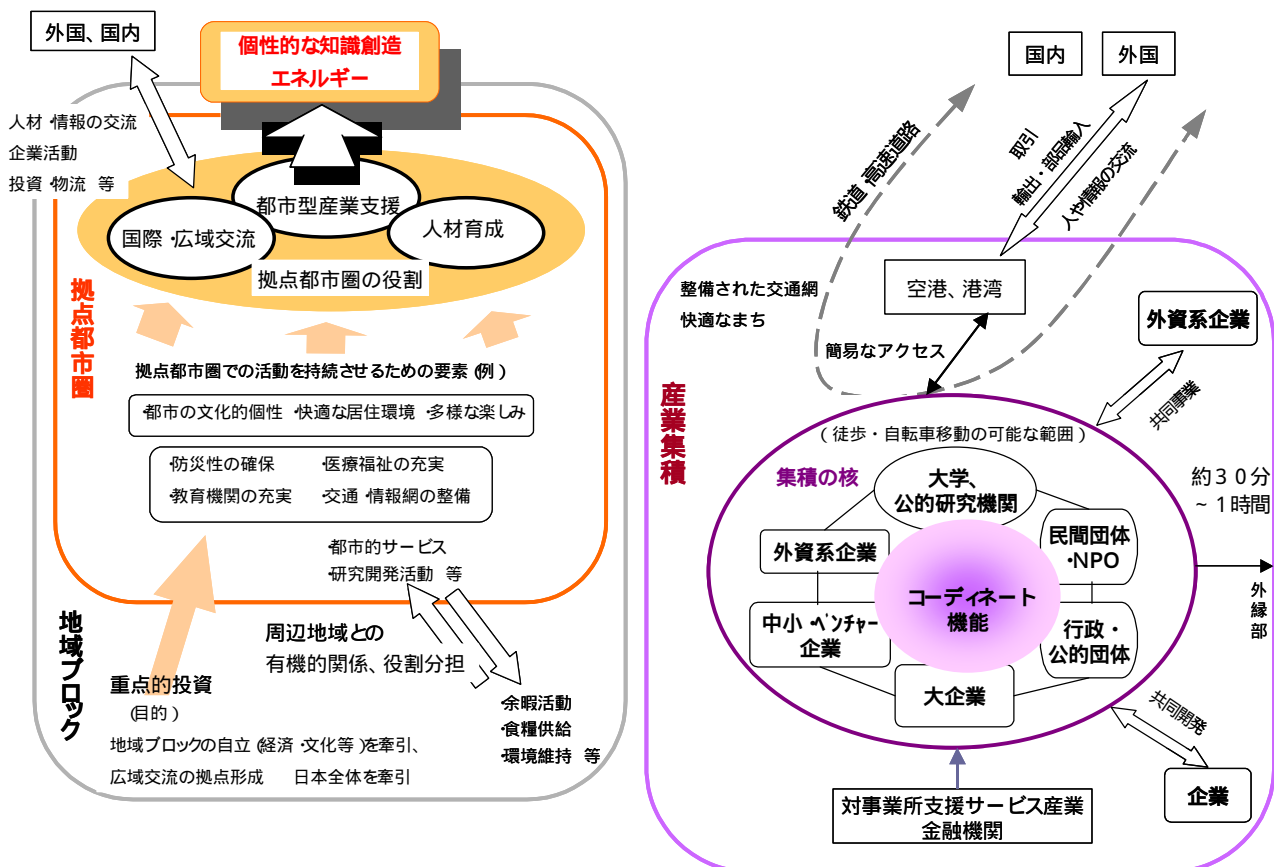 外国、国内
個性的な知識創造
エネルギー
人材・情報の交流
企業活動
投資・物流 等
都市型産業支援
国際・広域交流
人材育成
拠点都市圏の役割
拠点都市圏
拠点都市圏での活動を持続させるための要素(例)
・都市の文化的個性 ・快適な居住環境 ・多様な楽しみ
・防災性の確保 ・医療福祉の充実
・教育機関の充実 ・交通・情報網の整備
・都市的サービス
・研究開発活動 等
地域ブロック
周辺地域との
有機的関係、役割分担
重点的投資
(目的)
地域ブロックの自立(経済・文化等)を牽引、
広域交流の拠点形成 日本全体を牽引
・余暇活動
・食糧供給
・環境維持 等
国内
外国
鉄道・高速道路
取引
輸出・部品輸入
人や情報の交流
空港、港湾
整備された交通網
快適なまち
簡易なアクセス
外資系企業
共同事業
産業集積
(徒歩・自転車移動の可能な範囲)
集積の核
大学、
公的研究機関
外資系企業
民間団体
・NPO
コーディネート
機能
中小・ベンチャー
企業
行政・
公的団体
大企業
約30分
~1時間
外縁部
共同開発
企業
対事業所支援サービス産業
金融機関